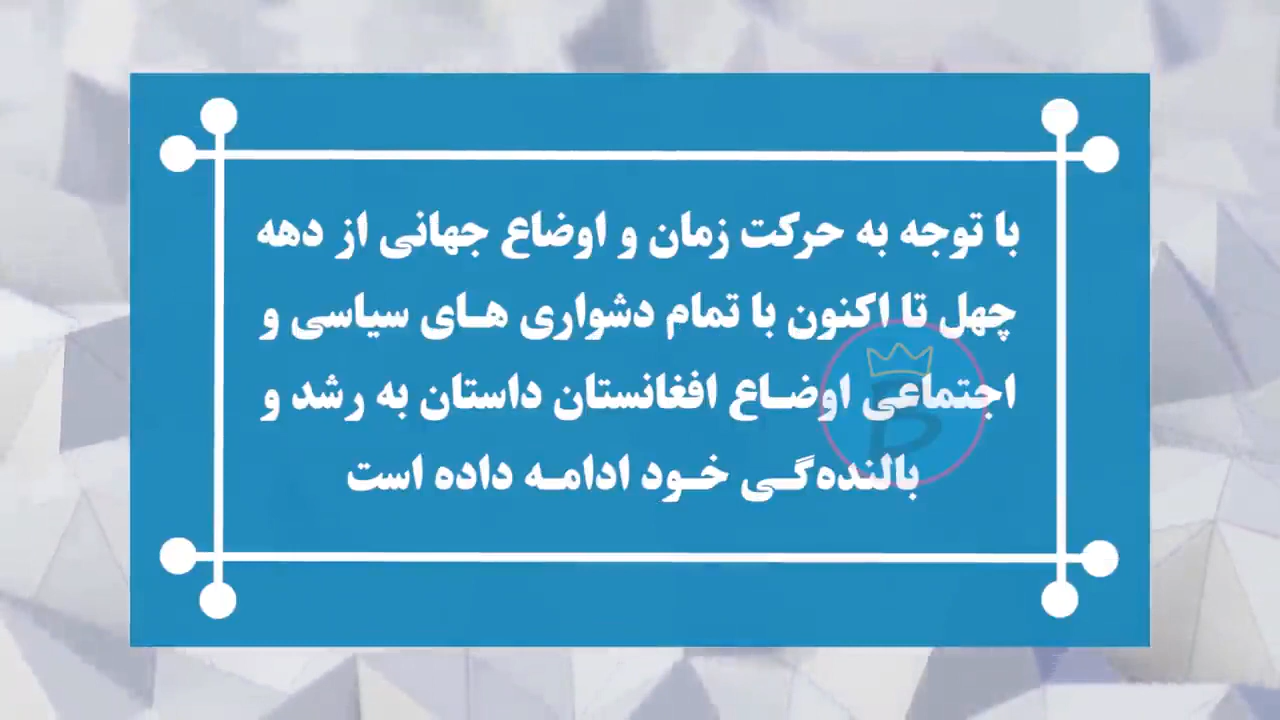 با توجه به حرکت زمان و اوضاع جهانی از دهه
چهل تا اکنون با تمام دشواری هـای سیاسی و
اجتماعی اوضـاع افغانستان داستان به رشد و
بالنده‌گـی خـود ادامـه داده است
B